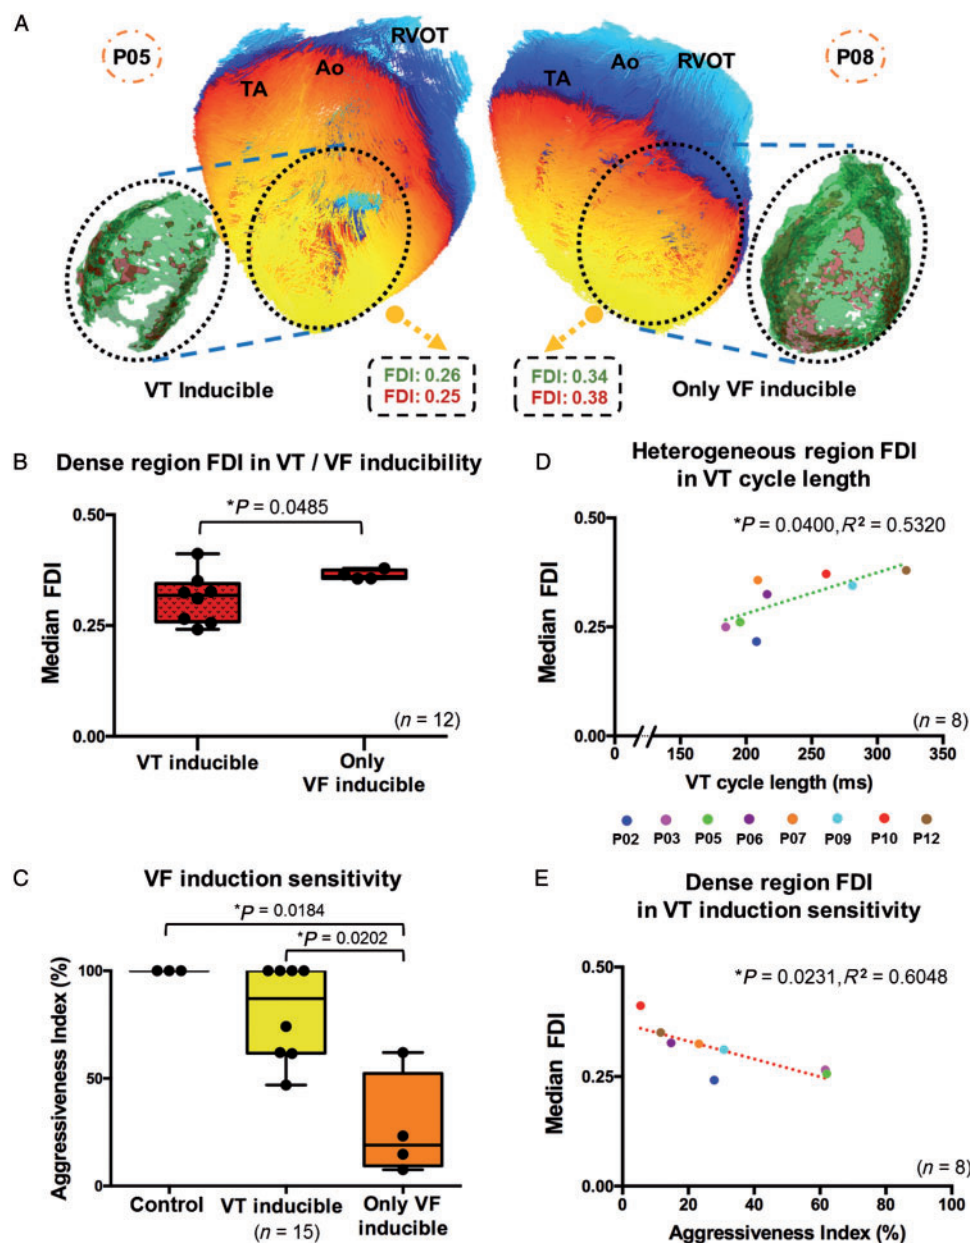 A
P05
RVOT
Ao
TA
RVOT
Ao
TA
P08
VT Inducible
FDI: 0.26
FDI: 0.25
FDI: 0.34
FDI: 0.38
Only VF inducible
B
Dense region FDI in VT / VF inducibility
*P = 0.0485
0.50
0.25
0.00
Median FDI
(n = 12)
VT inducible
Only
VF inducible
D
Heterogeneous region FDI
in VT cycle length
*P = 0.0400, R² = 0.5320
0.50
0.25
0.00
Median FDI
(n = 8)
0
150
200
250
300
350
VT cycle length (ms)
P02
P03
P05
P06
P07
P09
P10
P12
C
VF induction sensitivity
*P = 0.0184
*P = 0.0202
100
50
0
Aggressiveness Index (%)
Control
VT inducible
(n = 15)
Only VF
inducible
E
Dense region FDI
in VT induction sensitivity
*P = 0.0231, R² = 0.6048
0.50
0.25
0.00
Median FDI
(n = 8)
0
20
40
60
80
100
Aggressiveness Index (%)